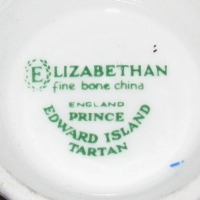 ELIZABETHAN
fine bone china
ENGLAND
PRINCE
EDWARD ISLAND
TARTAN